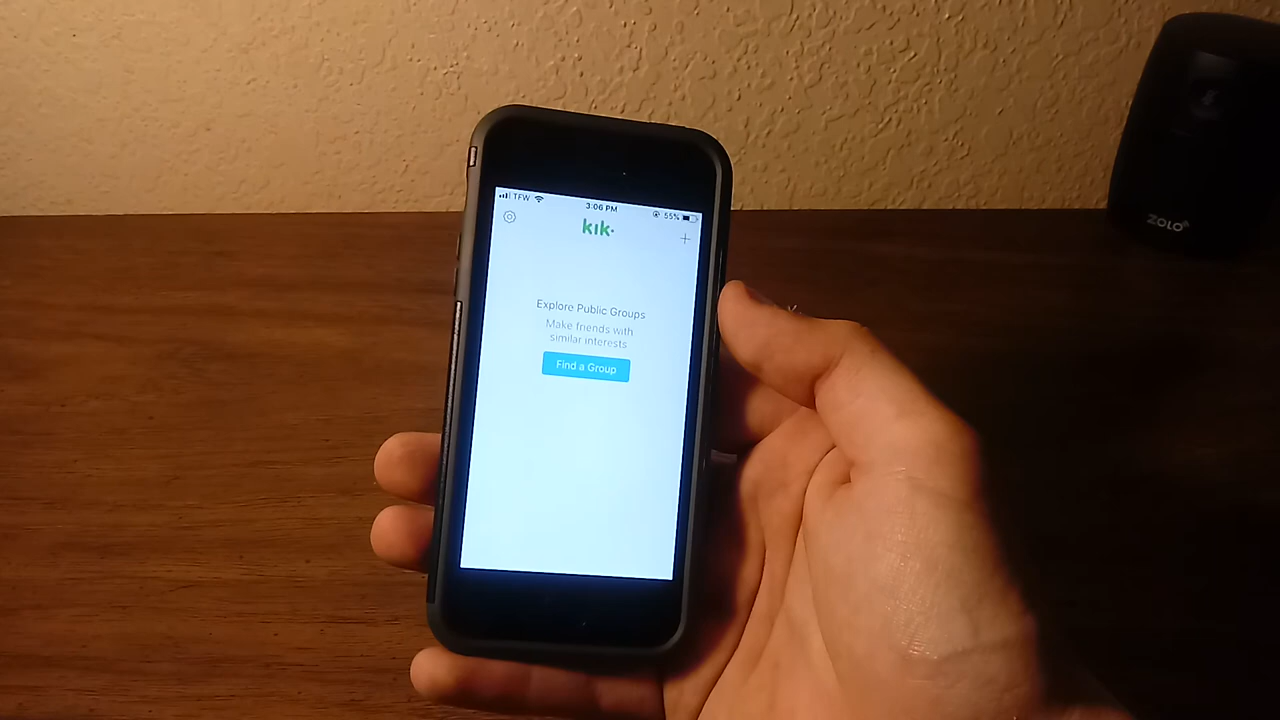 TFW
3:06 PM
55%
kik.
Explore Public Groups
Make friends with
similar interests
Find a Group
ZOLO